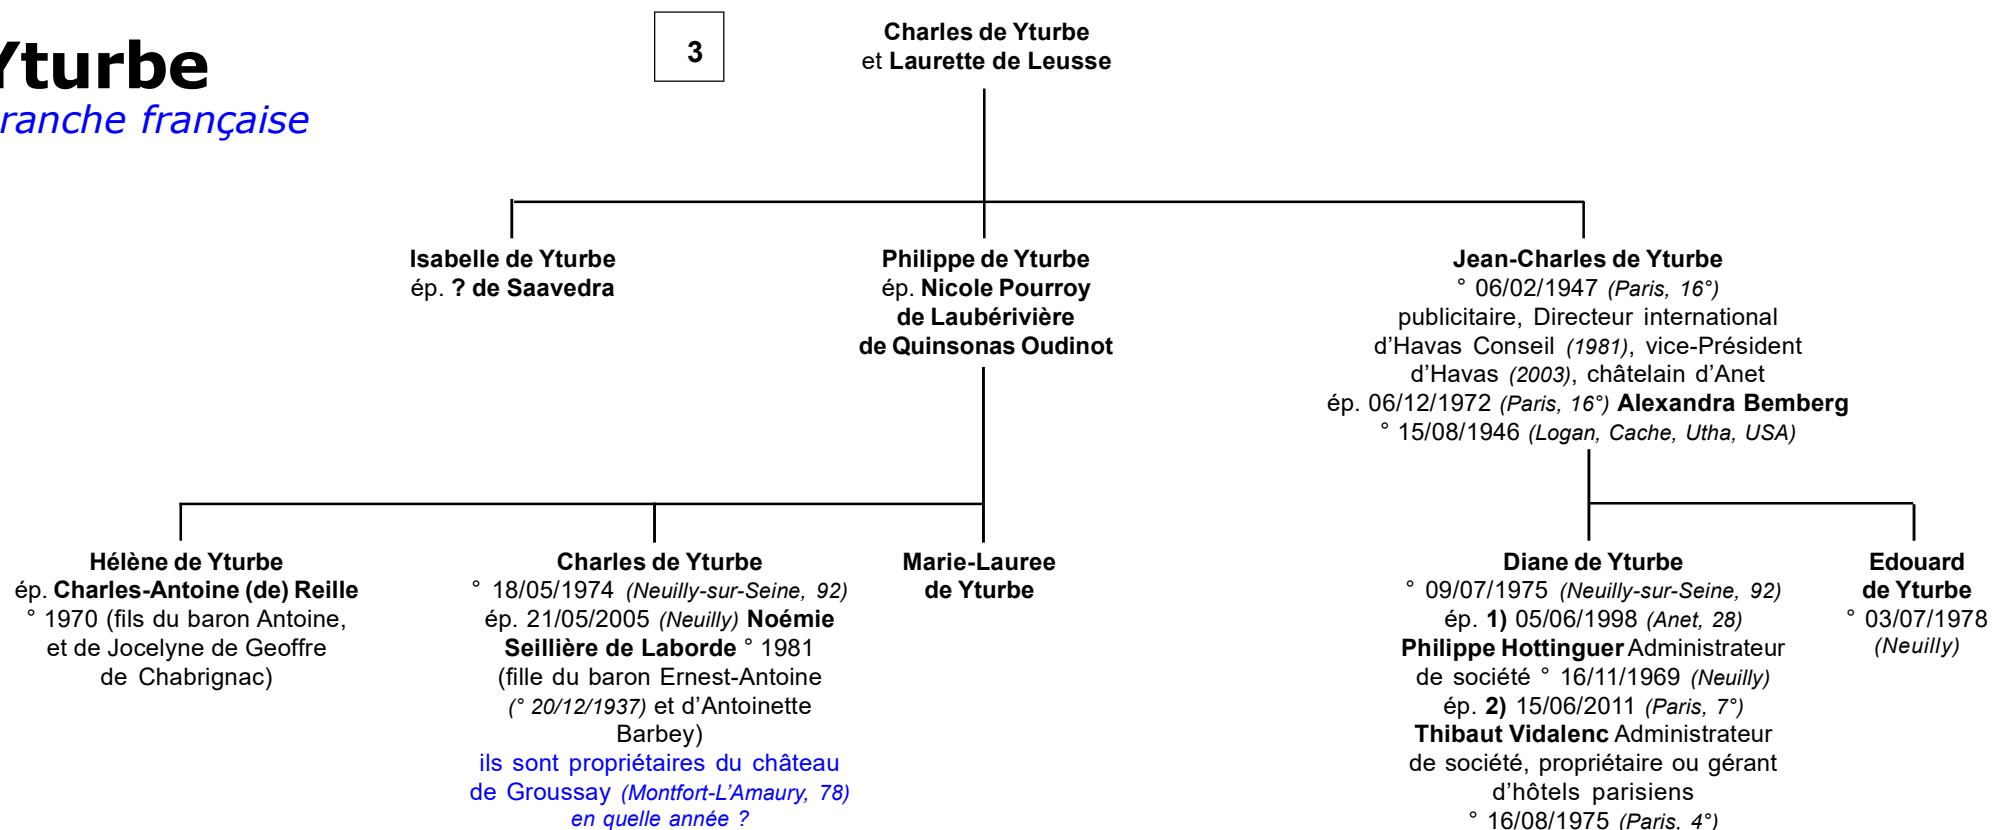 Yturbe
ranche française
3
Charles de Yturbe
et Laurette de Leusse
Isabelle de Yturbe
ép. ? de Saavedra
Philippe de Yturbe
ép. Nicole Pourroy
de Laubérivière
de Quinsonas Oudinot
Jean-Charles de Yturbe
° 06/02/1947 (Paris, 16°)
publicitaire, Directeur international
d’Havas Conseil (1981), vice-Président
d’Havas (2003), châtelain d’Anet
ép. 06/12/1972 (Paris, 16°) Alexandra Bemberg
° 15/08/1946 (Logan, Cache, Utha, USA)
Hélène de Yturbe
ép. Charles-Antoine (de) Reille
° 1970 (fils du baron Antoine,
et de Jocelyne de Geoffre
de Chabrignac)
Charles de Yturbe
° 18/05/1974 (Neuilly-sur-Seine, 92)
ép. 21/05/2005 (Neuilly) Noémie
Seillière de Laborde ° 1981
(fille du baron Ernest-Antoine
(° 20/12/1937) et d’Antoinette
Barbey)
ils sont propriétaires du château
de Groussay (Montfort-L’Amaury, 78)
en quelle année ?
Marie-Lauree
de Yturbe
Diane de Yturbe
° 09/07/1975 (Neuilly-sur-Seine, 92)
ép. 1) 05/06/1998 (Anet, 28)
Philippe Hottinguer Administrateur
de société ° 16/11/1969 (Neuilly)
ép. 2) 15/06/2011 (Paris, 7°)
Thibaut Vidalenc Administrateur
de société, propriétaire ou gérant
d’hôtels parisiens
° 16/08/1975 (Paris, 4°)
Edouard
de Yturbe
° 03/07/1978
(Neuilly)